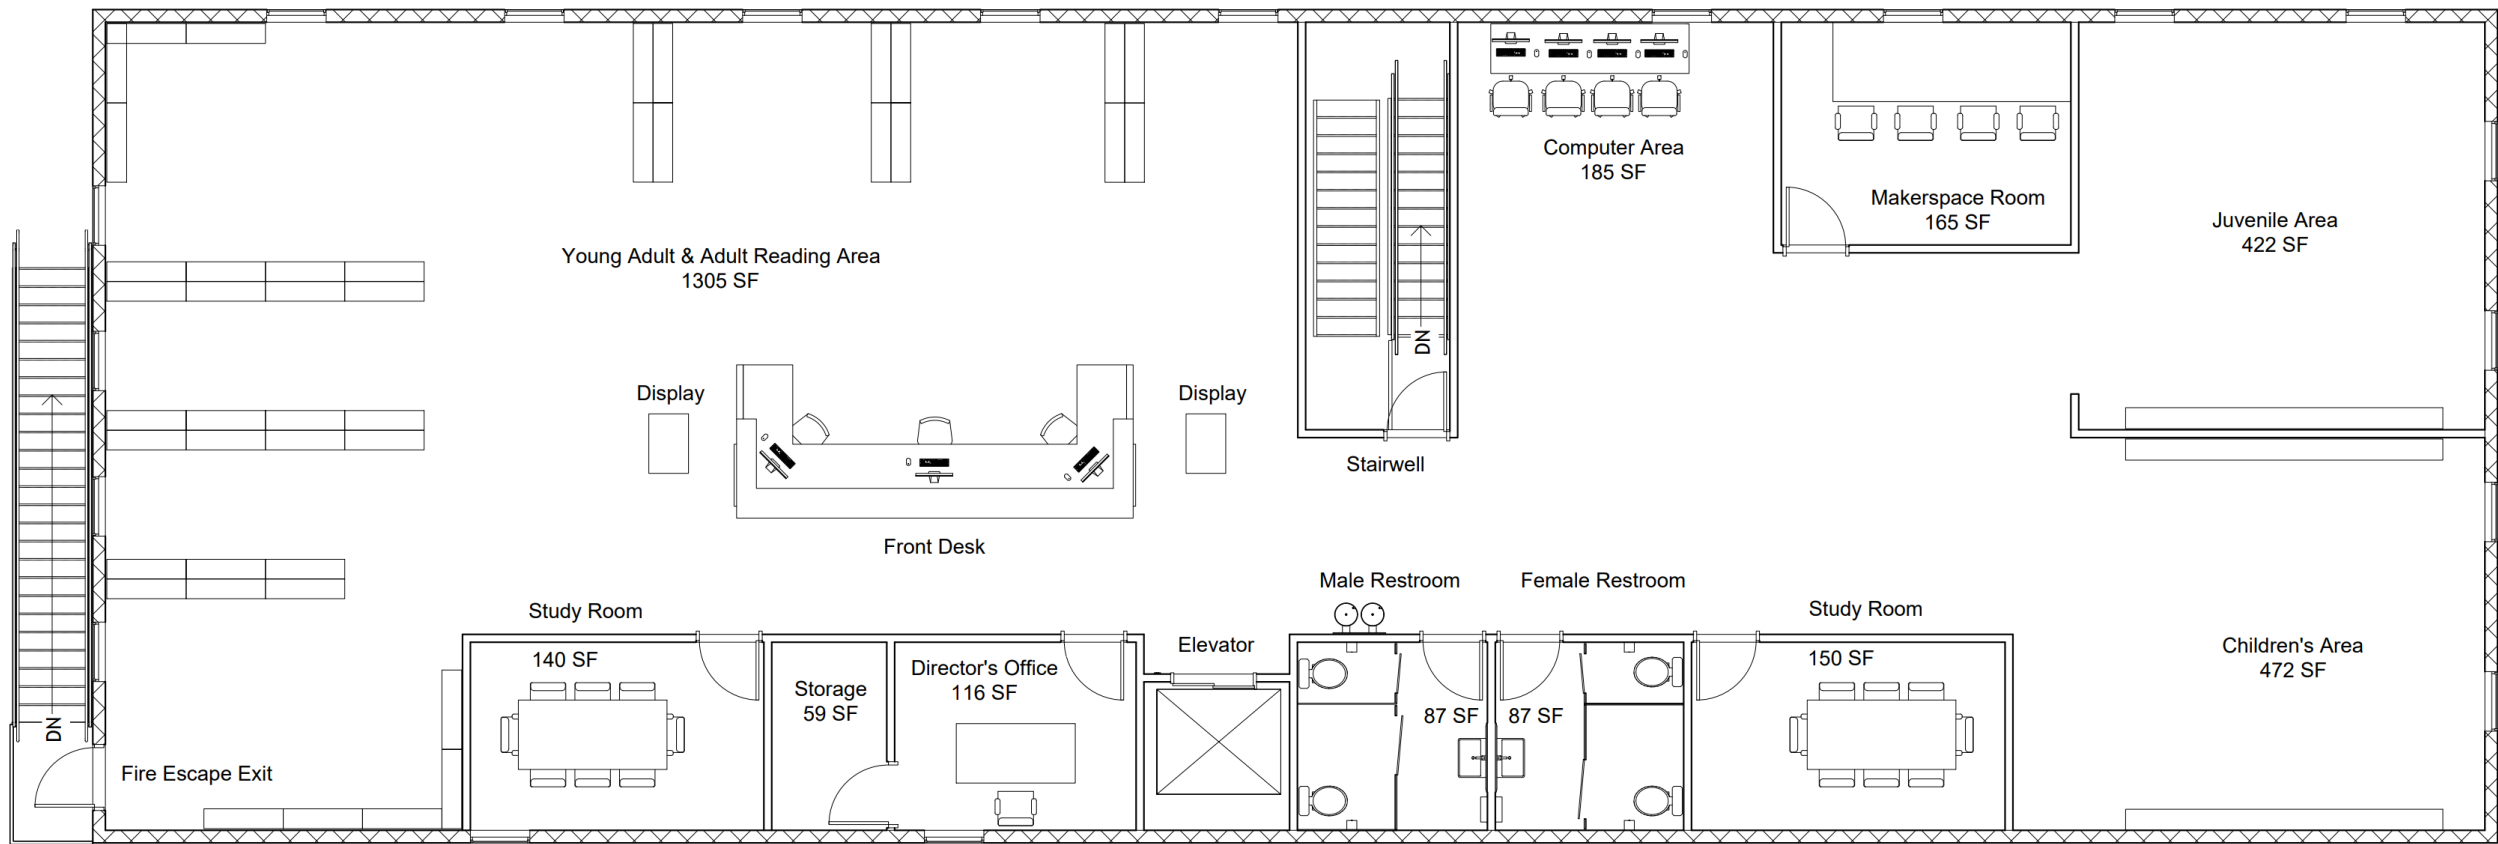 Computer Area
185 SF
Makerspace Room
165 SF
Juvenile Area
422 SF
Young Adult & Adult Reading Area
1305 SF
DN
Display
Display
Stairwell
Front Desk
Male Restroom
Female Restroom
Study Room
Study Room
Elevator
Children's Area
472 SF
140 SF
150 SF
Director's Office
116 SF
Storage
59 SF
87 SF
87 SF
DN
Fire Escape Exit